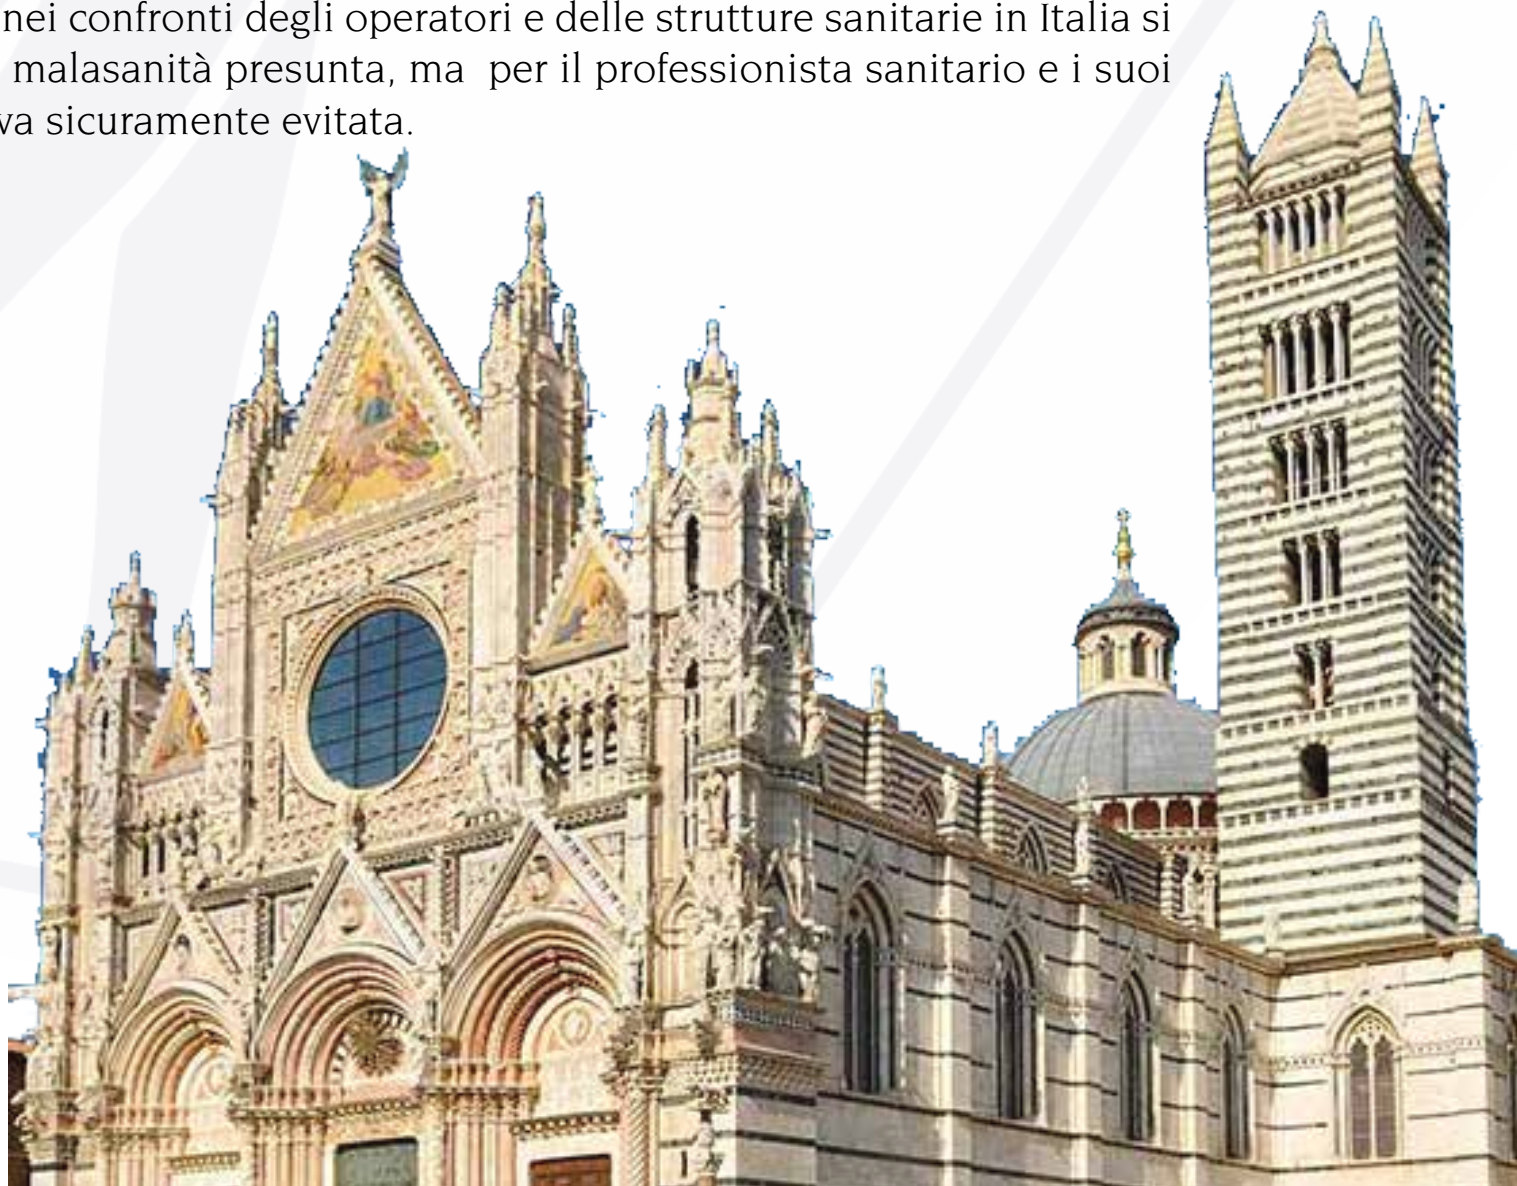 nei confronti degli operatori e delle strutture sanitarie in Italia si
malasanità presunta, ma per il professionista sanitario e i suoi
va sicuramente evitata.